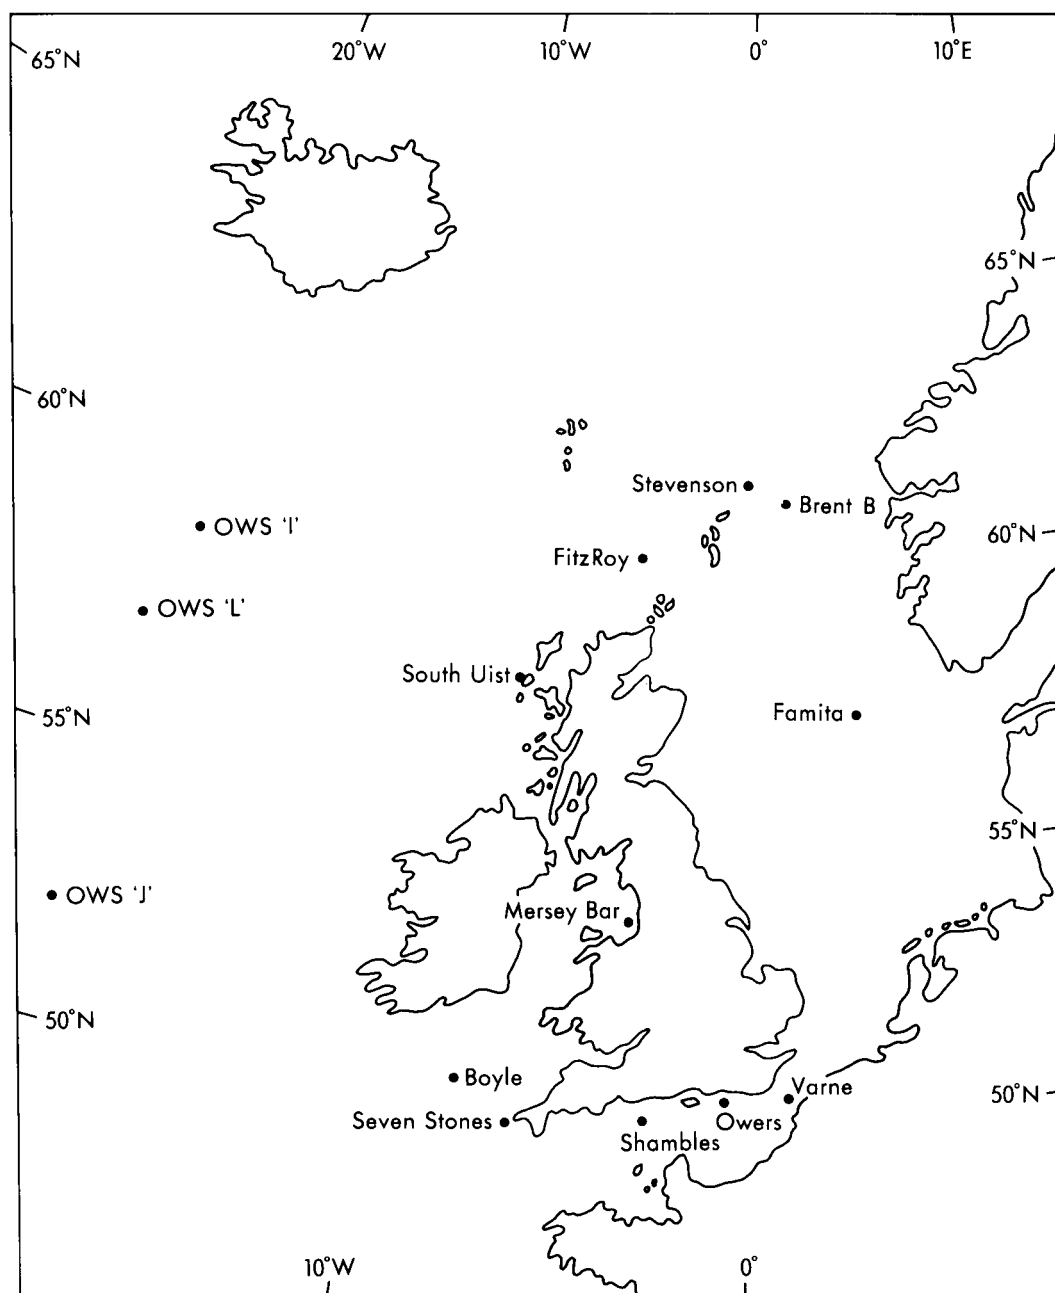 20°W 10°W 0° 10°E
65°N
65°N
60°N
Stevenson
Brent B
OWS 'I'
60°N
FitzRoy
OWS 'L'
South Uist
55°N
Famita
55°N
OWS 'J'
Mersey Bar
50°N
Boyle
Varne
50°N
Seven Stones
Owers
Shambles
10°W 0°